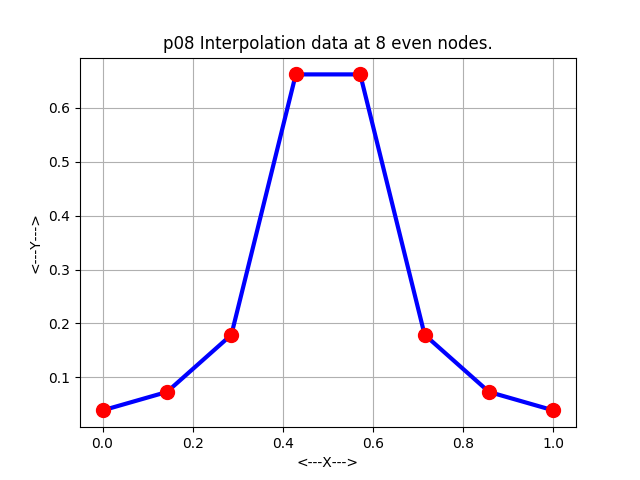 p08 Interpolation data at 8 even nodes.
0.6
0.5
0.4
0.3
0.2
0.1
<---Y--->
0.0 0.2 0.4 0.6 0.8 1.0
<---X--->